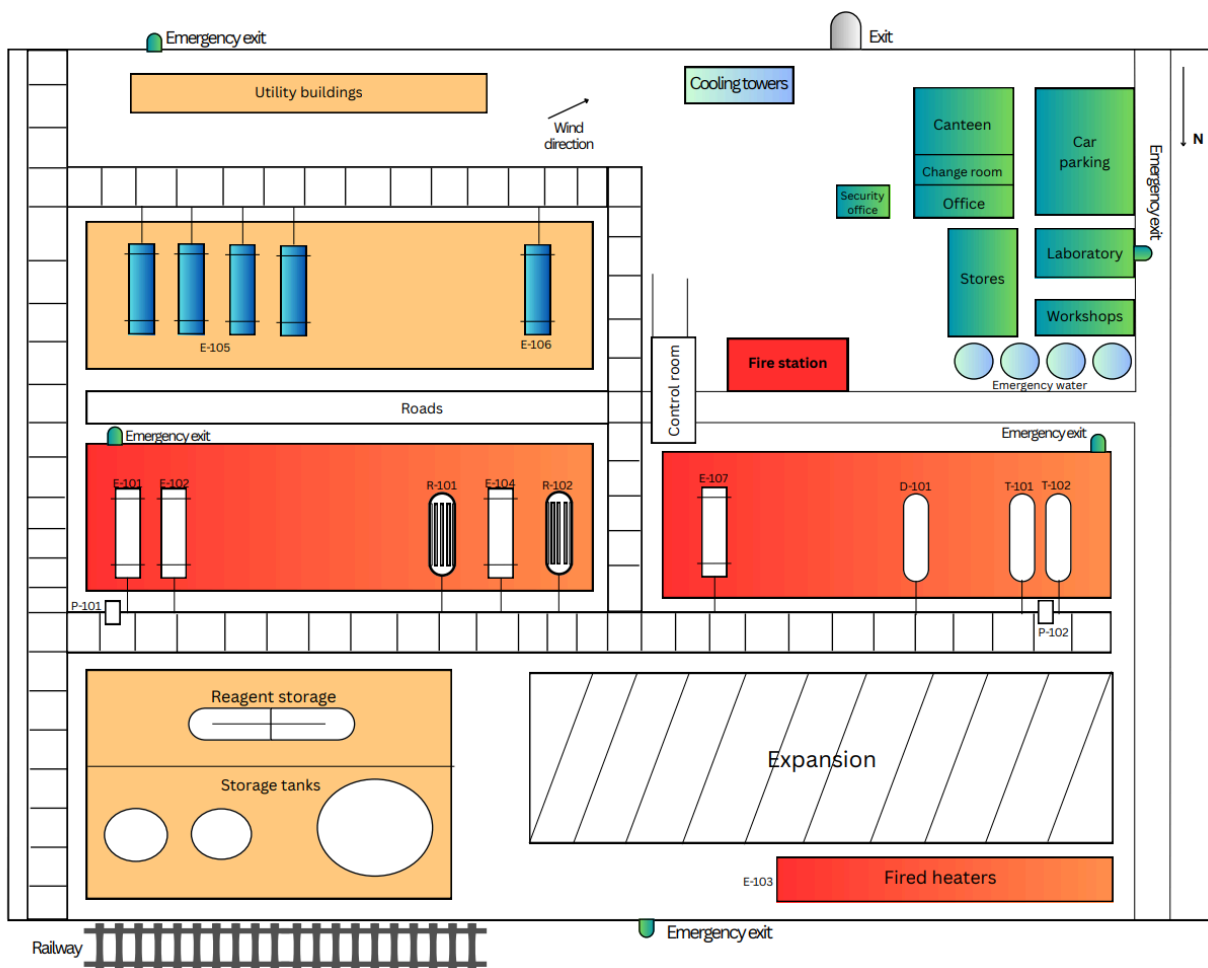 Emergency exit
Exit
Utility buildings
Cooling towers
Wind
direction
N
Canteen
Change room
Office
Car
parking
Emergency exit
Security
office
Stores
Laboratory
Workshops
Emergency water
E-105
E-106
Control room
Fire station
Roads
Emergency exit
E-101
E-102
R-101
E-104
R-102
Emergency exit
E-107
D-101
T-101
T-102
P-101
P-102
Reagent storage
Storage tanks
Expansion
E-103
Fired heaters
Railway
Emergency exit